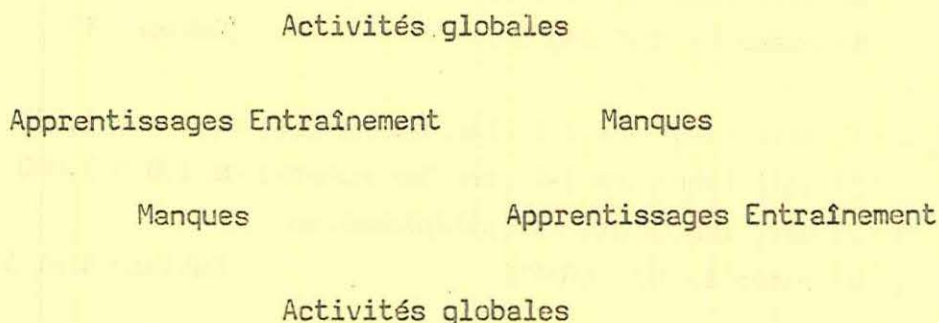 Activités globales
Apprentissages Entraînement Manques
Manques Apprentissages Entraînement
Activités globales